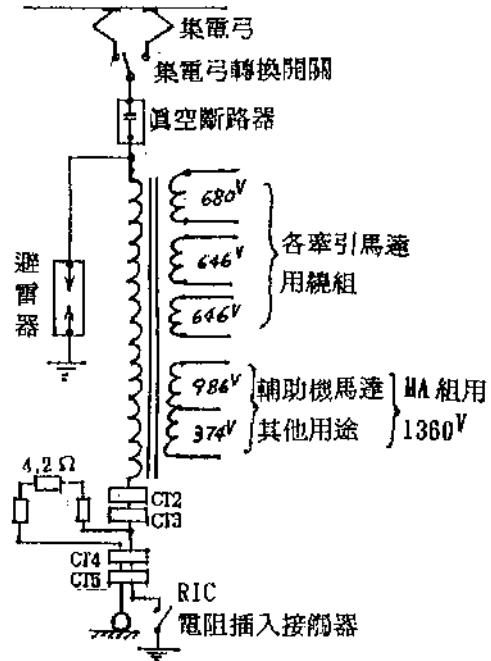 集電弓
集電弓轉換開關
眞空斷路器
680V
646V
646V
各牽引馬達
用繞組
避雷器
986V
374V
輔助機馬達
其他用途
MA組用
1360V
4.2Ω
CT2
CT3
CT4
CT5
RIC
電阻插入接觸器